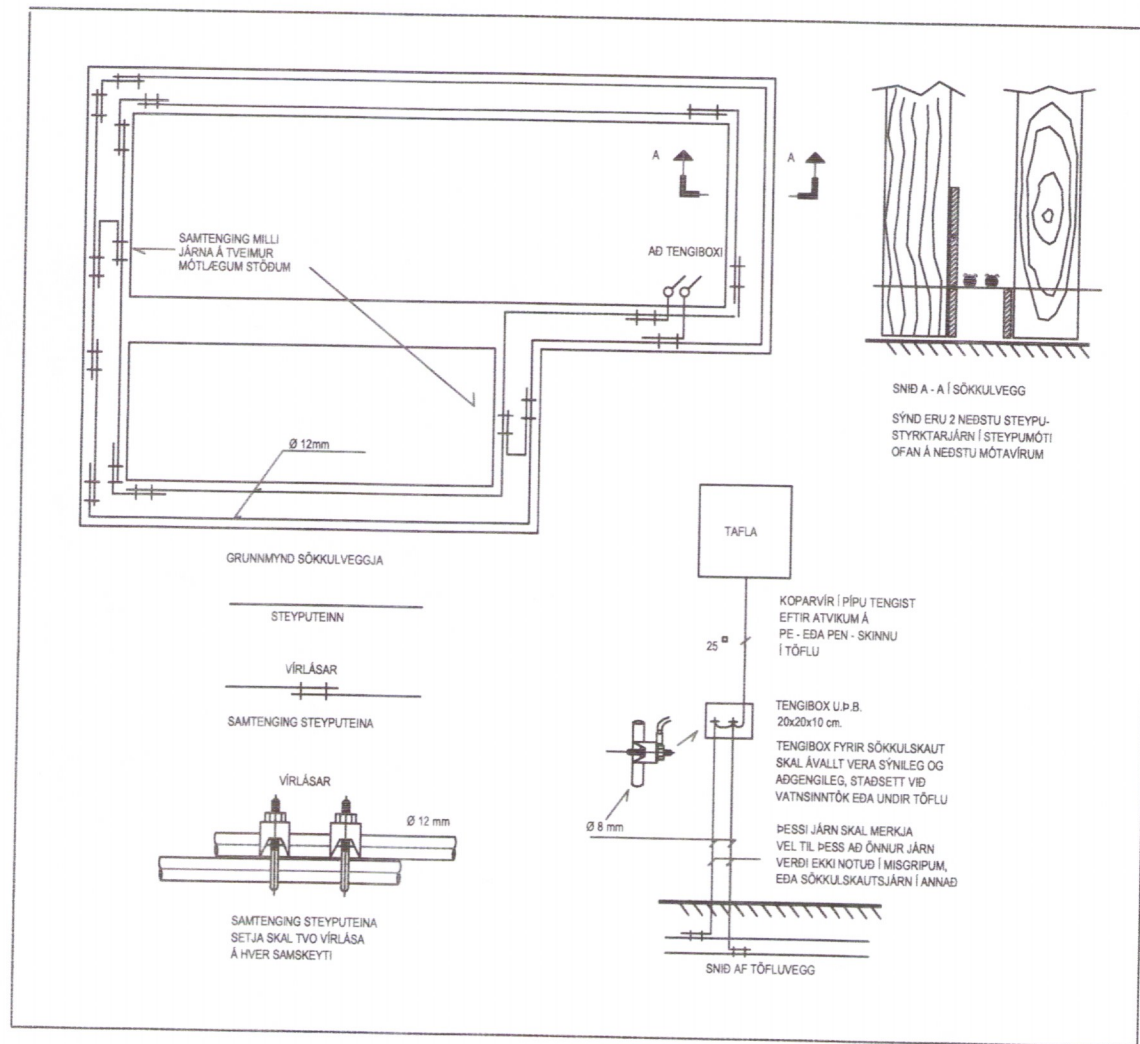 A
A
SAMTENGING MILLI
JÁRNA Á TVEIMUR
MÓTLÆGUM STÖÐUM
AÐ TENGIBOXI
Ø 12mm
GRUNNMYND SÖKKULVEGGJA
STEYPUTEINN
VÍRLÁSAR
SAMTENGING STEYPUTEINA
VÍRLÁSAR
Ø 12 mm
SAMTENGING STEYPUTEINA
SETJA SKAL TVO VÍRLÁSA
Á HVER SAMSKEYTI
SNIÐ A - A Í SÖKKULVEGG
SÝND ERU 2 NEÐSTU STEYPU-
STYRKTARJÁRN Í STEYPUMÓTI
OFAN Á NEÐSTU MÓTAVÍRUM
TAFLA
KOPARVÍR Í PÍPU TENGIST
EFTIR ATVIKUM Á
PE - EÐA PEN - SKINNU
Í TÖFLU
25
TENGIBOX U.Þ.B.
20x20x10 cm.
TENGIBOX FYRIR SÖKKULSKAUT
SKAL ÁVALLT VERA SÝNILEG OG
AÐGENGILEG, STAÐSETT VIÐ
VATNSINNTÖK EÐA UNDIR TÖFLU
Ø 8 mm
ÞESSI JÁRN SKAL MERKJA
VEL TIL ÞESS AÐ ÖNNUR JÁRN
VERÐI EKKI NOTUÐ Í MISGRIPUM,
EÐA SÖKKULSKAUTSJÁRN Í ANNAÐ
SNIÐ AF TÖFLUVEGG